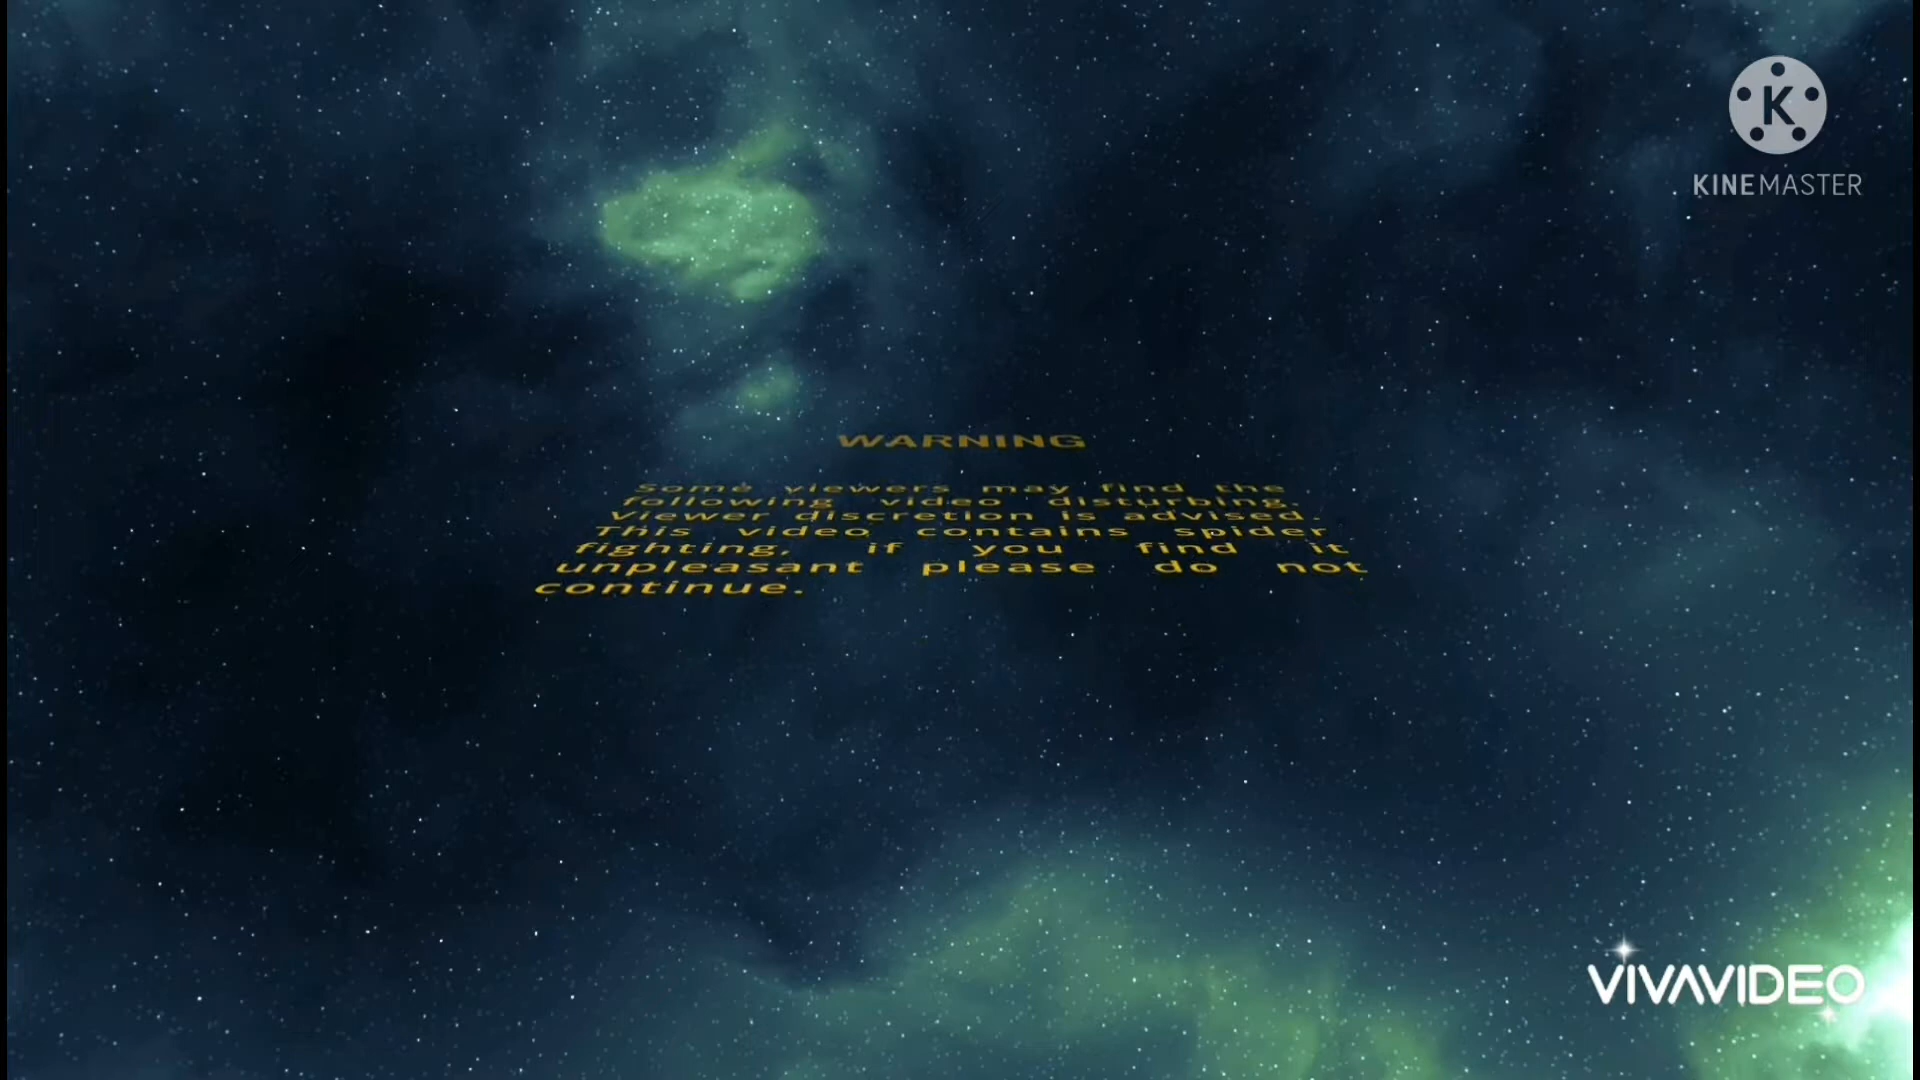 K
KINEMASTER
WARNING
Some viewers may find the
following video disturbing.
Viewer discretion is advised.
This video contains spider
fighting, if you find it
unpleasant please do not
continue.
VIVAVIDEO